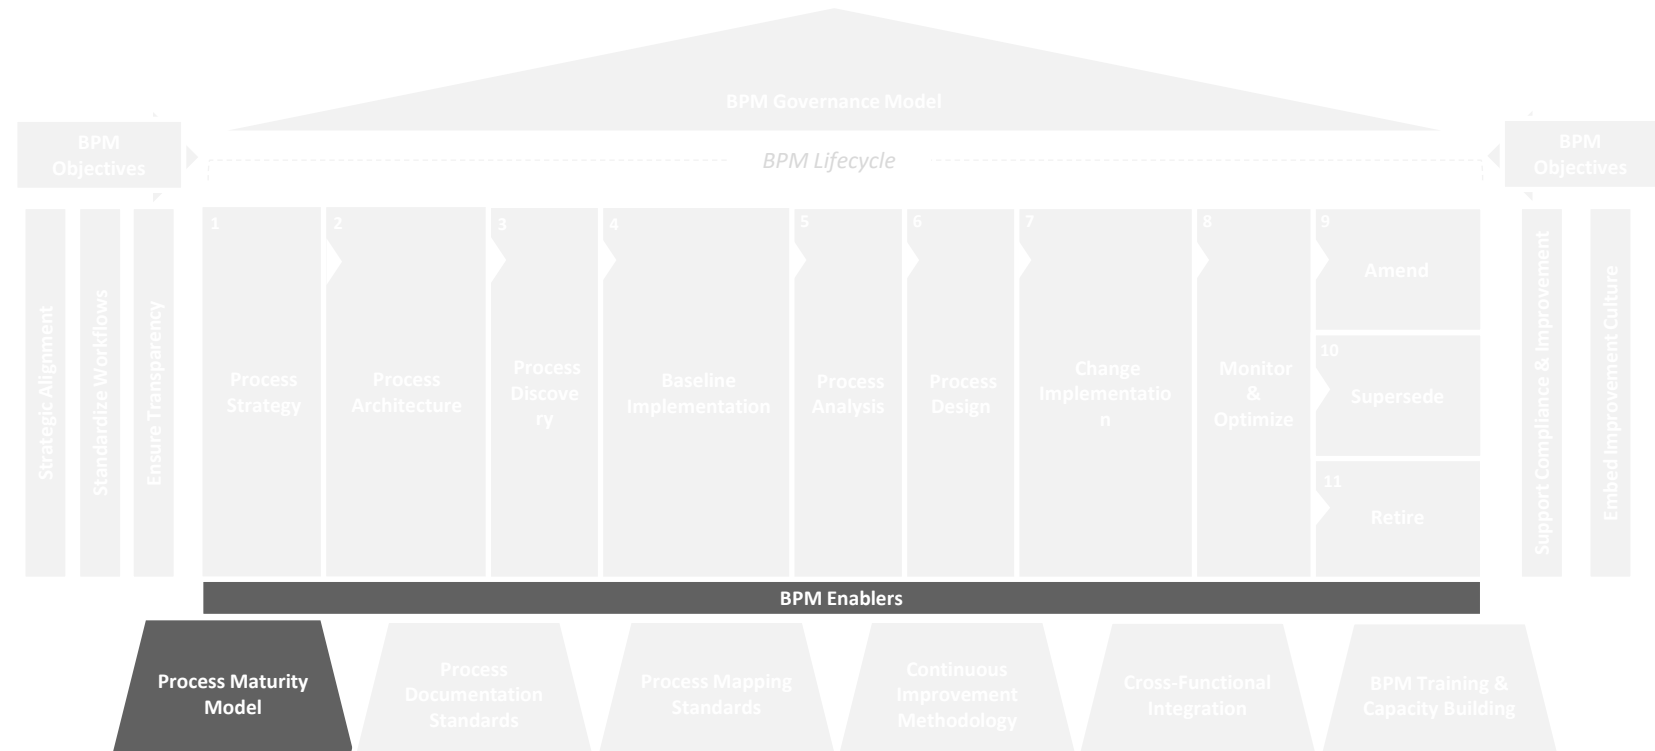 BPM Governance Model
BPM
Objectives
BPM Lifecycle
BPM
Objectives
Strategic Alignment
Standardize Workflows
Ensure Transparency
1
Process
Strategy
2
Process
Architecture
3
Process
Discove
ry
4
Baseline
Implementation
5
Process
Analysis
6
Process
Design
7
Change
Implementatio
n
8
Monitor
&
Optimize
9
Amend
10
Supersede
11
Retire
Support Compliance & Improvement
Embed Improvement Culture
BPM Enablers
Process Maturity
Model
Process
Documentation
Standards
Process Mapping
Standards
Continuous
Improvement
Methodology
Cross-Functional
Integration
BPM Training &
Capacity Building